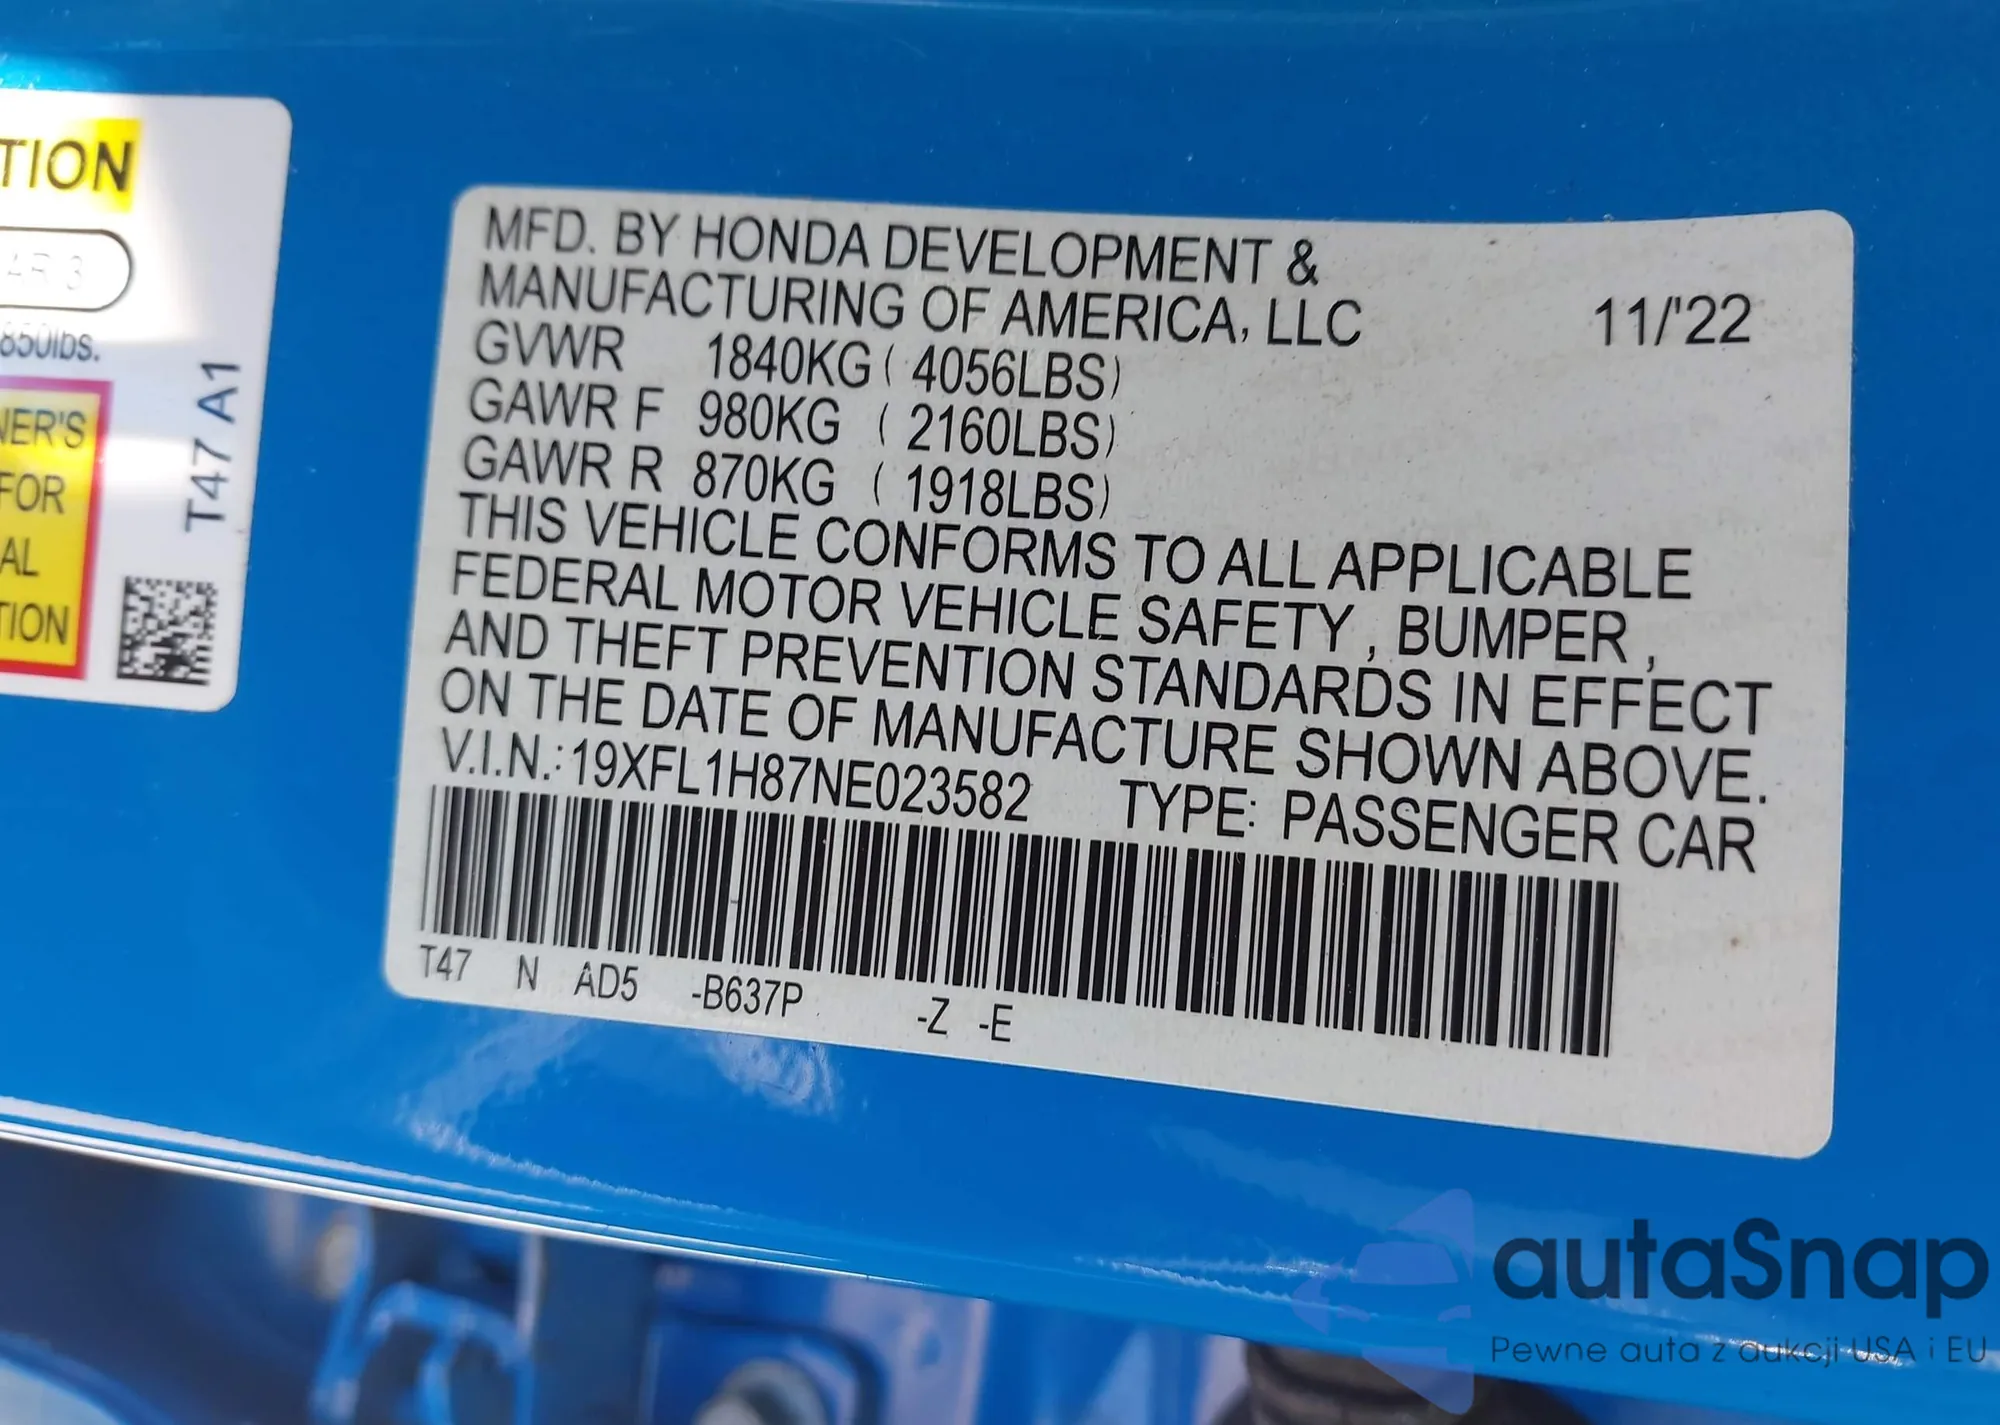 TION
AR 3
850lbs.
NER'S
FOR
AL
TION
T47 A1
MFD. BY HONDA DEVELOPMENT &
MANUFACTURING OF AMERICA, LLC 11/'22
GVWR 1840KG ( 4056LBS)
GAWR F 980KG ( 2160LBS)
GAWR R 870KG ( 1918LBS)
THIS VEHICLE CONFORMS TO ALL APPLICABLE
FEDERAL MOTOR VEHICLE SAFETY , BUMPER ,
AND THEFT PREVENTION STANDARDS IN EFFECT
ON THE DATE OF MANUFACTURE SHOWN ABOVE.
V.I.N.: 19XFL1H87NE023582 TYPE: PASSENGER CAR
T47 N AD5 -B637P -Z -E
autaSnap
Pewne auta z aukcji USA i EU